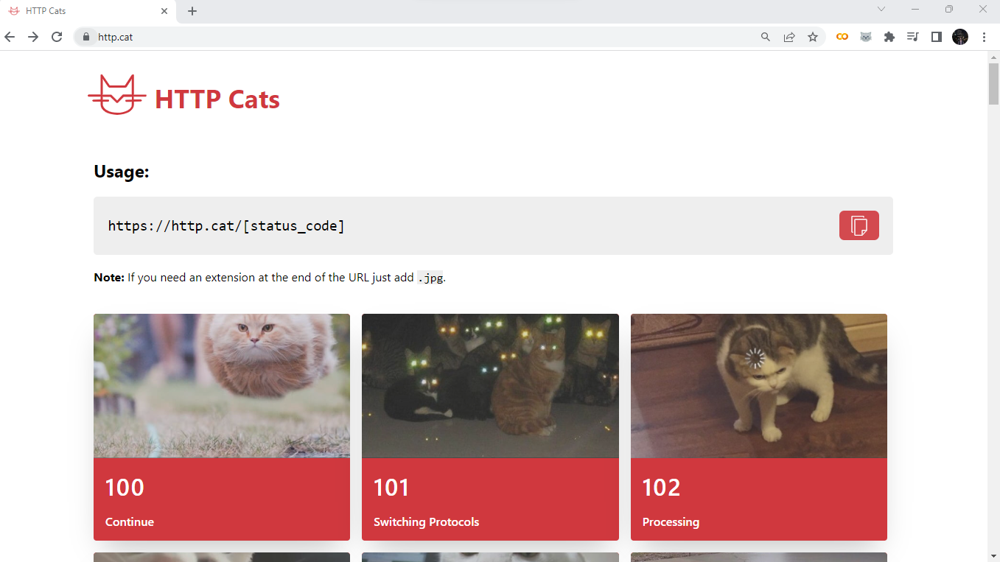 HTTP Cats
http.cat
HTTP Cats
Usage:
https://http.cat/[status_code]
Note: If you need an extension at the end of the URL just add .jpg.
100
Continue
101
Switching Protocols
102
Processing